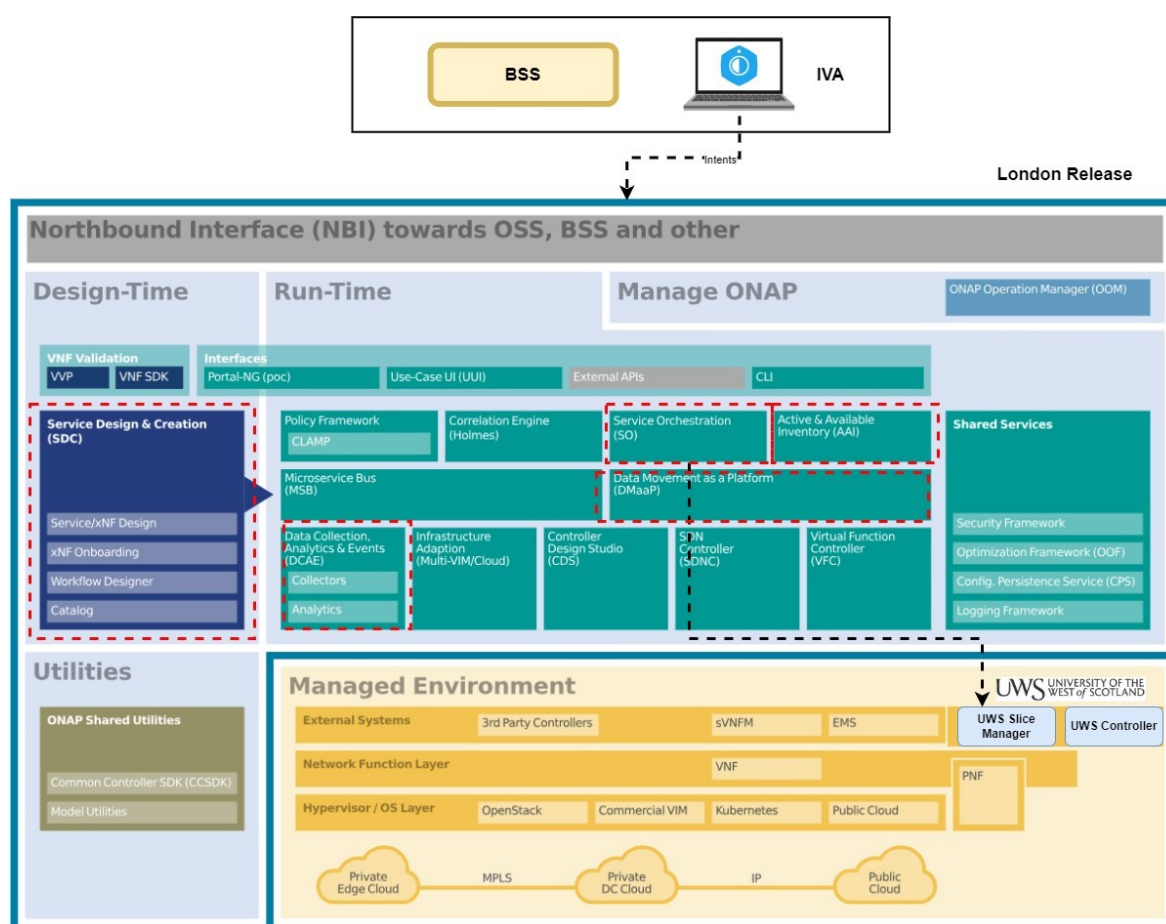 BSS
IVA
Intents
London Release
Northbound Interface (NBI) towards OSS, BSS and other
Design-Time
Run-Time
Manage ONAP
ONAP Operation Manager (OOM)
VNF Validation
VVP
VNF SDK
Interfaces
Portal-NG (poc)
Use-Case UI (UUI)
External APIs
CLI
Service Design & Creation
(SDC)
Service/xNF Design
xNF Onboarding
Workflow Designer
Catalog
Policy Framework
CLAMP
Correlation Engine
(Holmes)
Service Orchestration
(SO)
Active & Available
Inventory (AAI)
Microservice Bus
(MSB)
Data Movement as a Platform
(DMaaP)
Data Collection,
Analytics & Events
(DCAE)
Collectors
Analytics
Infrastructure
Adaption
(Multi-VIM/Cloud)
Controller
Design Studio
(CDS)
SDN
Controller
(SDNC)
Virtual Function
Controller
(VFC)
Shared Services
Security Framework
Optimization Framework (OOF)
Config. Persistence Service (CPS)
Logging Framework
Utilities
ONAP Shared Utilities
Common Controller SDK (CCSDK)
Model Utilities
Managed Environment
UWS UNIVERSITY OF THE
WEST of SCOTLAND
External Systems
3rd Party Controllers
sVNFM
EMS
UWS Slice
Manager
UWS Controller
Network Function Layer
VNF
PNF
Hypervisor / OS Layer
OpenStack
Commercial VIM
Kubernetes
Public Cloud
Private
Edge Cloud
MPLS
Private
DC Cloud
IP
Public
Cloud